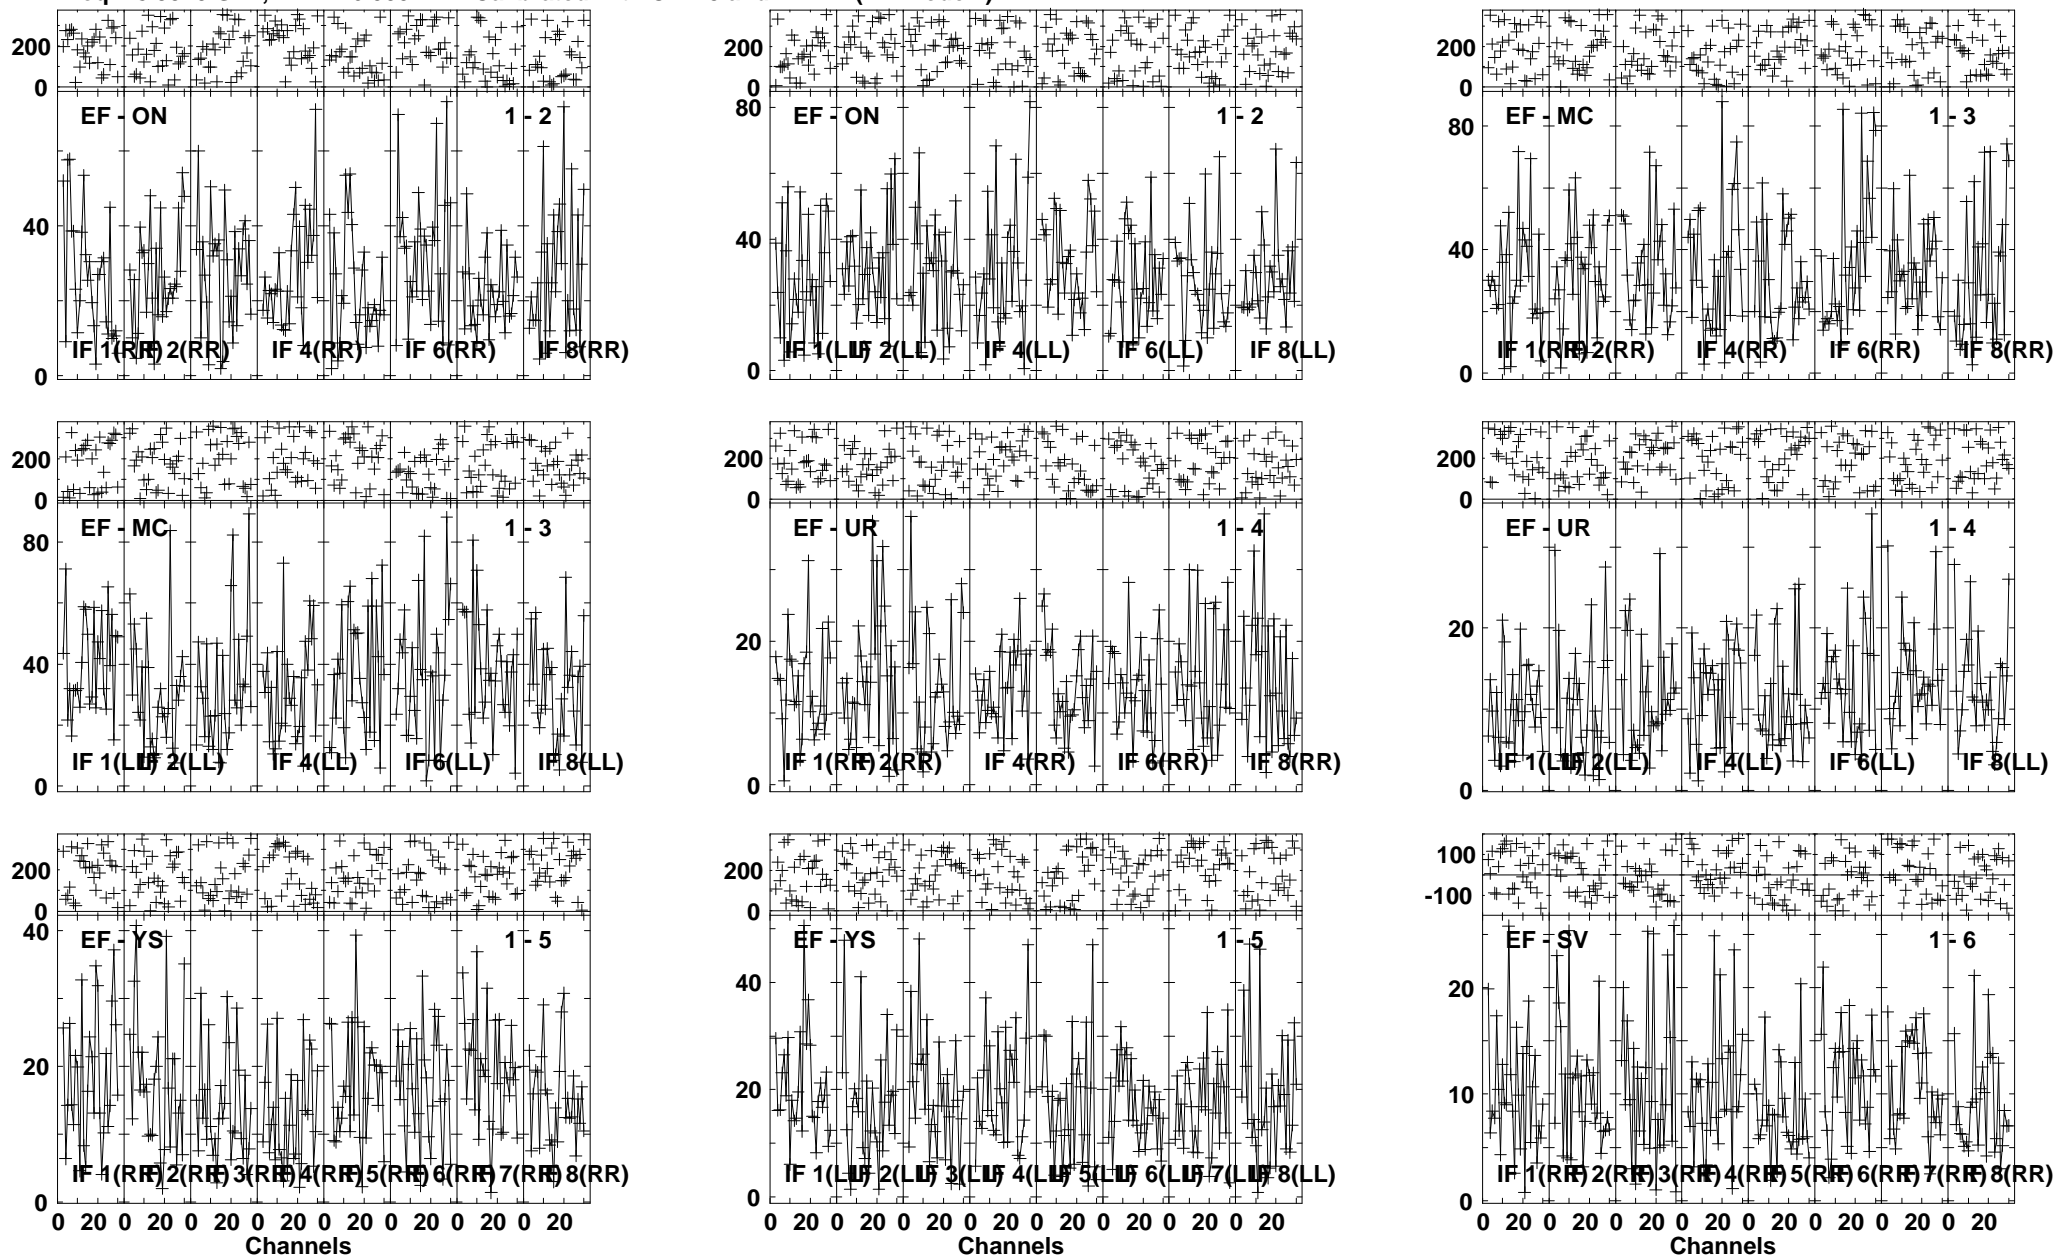 200
0
EF - ON 1 - 2
40
0
IF 1(RR) IF 2(RR) IF 4(RR) IF 6(RR) IF 8(RR)
200
0
80
EF - ON 1 - 2
40
0
IF 1(LL) IF 2(LL) IF 4(LL) IF 6(LL) IF 8(LL)
200
0
EF - MC 1 - 3
80
40
0
IF 1(RR) IF 2(RR) IF 4(RR) IF 6(RR) IF 8(RR)
200
0
EF - MC 1 - 3
80
40
0
IF 1(LL) IF 2(LL) IF 4(LL) IF 6(LL) IF 8(LL)
200
0
EF - UR 1 - 4
20
0
IF 1(RR) IF 2(RR) IF 4(RR) IF 6(RR) IF 8(RR)
200
0
EF - UR 1 - 4
20
0
IF 1(LL) IF 2(LL) IF 4(LL) IF 6(LL) IF 8(LL)
200
0
40
EF - YS 1 - 5
20
0
IF 1(RR) IF 2(RR) IF 3(RR) IF 4(RR) IF 5(RR) IF 6(RR) IF 7(RR) IF 8(RR)
0 20 0 20 0 20 0 20 0 20 0 20 0 20 0 20
Channels
200
0
EF - YS 1 - 5
40
20
0
IF 1(LL) IF 2(LL) IF 3(LL) IF 4(LL) IF 5(LL) IF 6(LL) IF 7(LL) IF 8(LL)
0 20 0 20 0 20 0 20 0 20 0 20 0 20 0 20
Channels
100
-100
EF - SV 1 - 6
20
10
0
IF 1(RR) IF 2(RR) IF 3(RR) IF 4(RR) IF 5(RR) IF 6(RR) IF 7(RR) IF 8(RR)
0 20 0 20 0 20 0 20 0 20 0 20 0 20 0 20
Channels